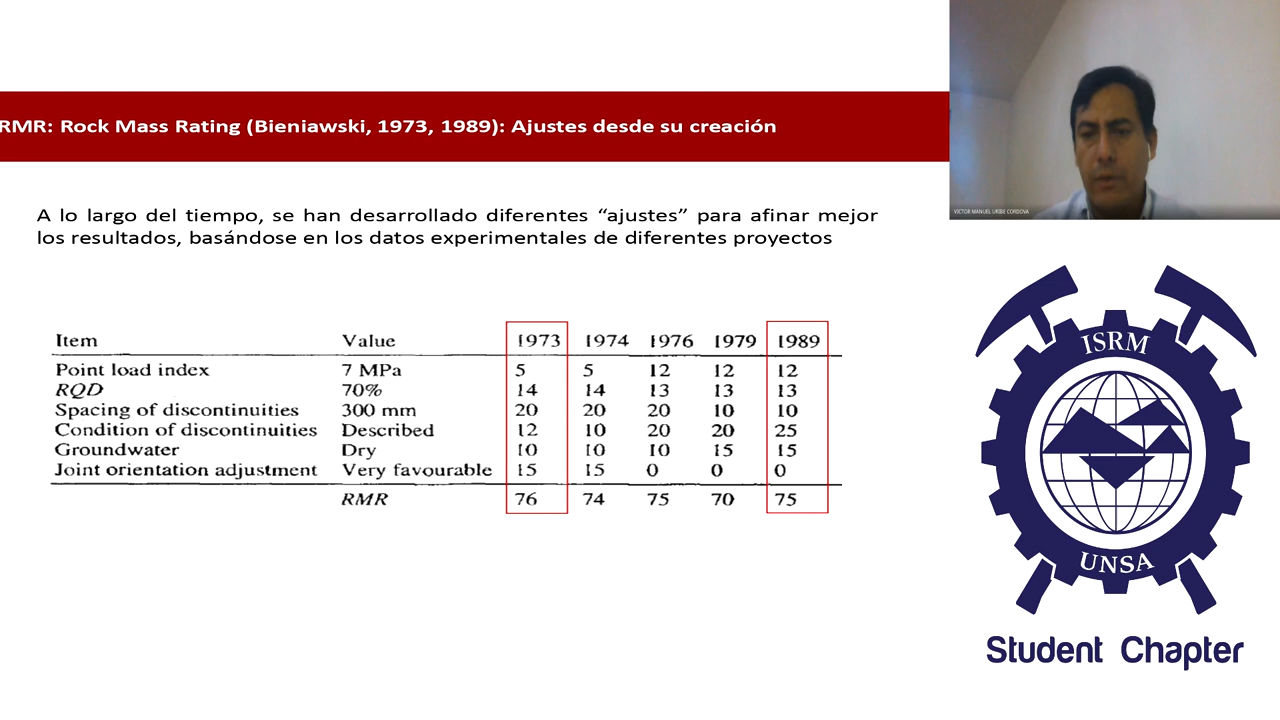 RMR: Rock Mass Rating (Bieniawski, 1973, 1989): Ajustes desde su creación
A lo largo del tiempo, se han desarrollado diferentes “ajustes” para afinar mejor
los resultados, basándose en los datos experimentales de diferentes proyectos
Item Value 1973 1974 1976 1979 1989
Point load index 7 MPa 5 5 12 12 12
RQD 70% 14 14 13 13 13
Spacing of discontinuities 300 mm 20 20 20 10 10
Condition of discontinuities Described 12 10 20 20 25
Groundwater Dry 10 10 10 15 15
Joint orientation adjustment Very favourable 15 15 0 0 0
RMR 76 74 75 70 75
VICTOR MANUEL URIBE CORDOVA
ISRM
UNSA
Student Chapter